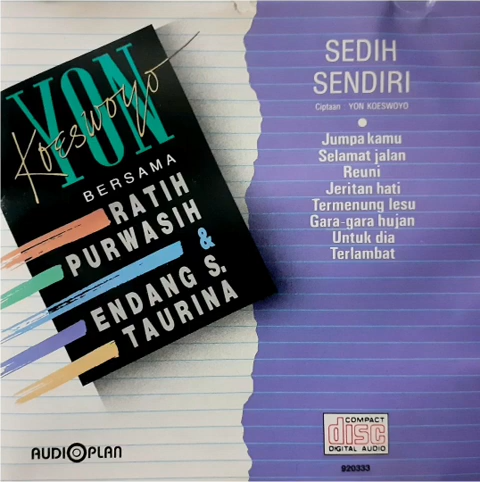 YON
Koeswoyo
BERSAMA
RATIH
PURWASIH
&
ENDANG S.
TAURINA
AUDIOPLAN
SEDIH
SENDIRI
Ciptaan : YON KOESWOYO
Jumpa kamu
Selamat jalan
Reuni
Jeritan hati
Termenung lesu
Gara-gara hujan
Untuk dia
Terlambat
COMPACT
disc
DIGITAL AUDIO
920333